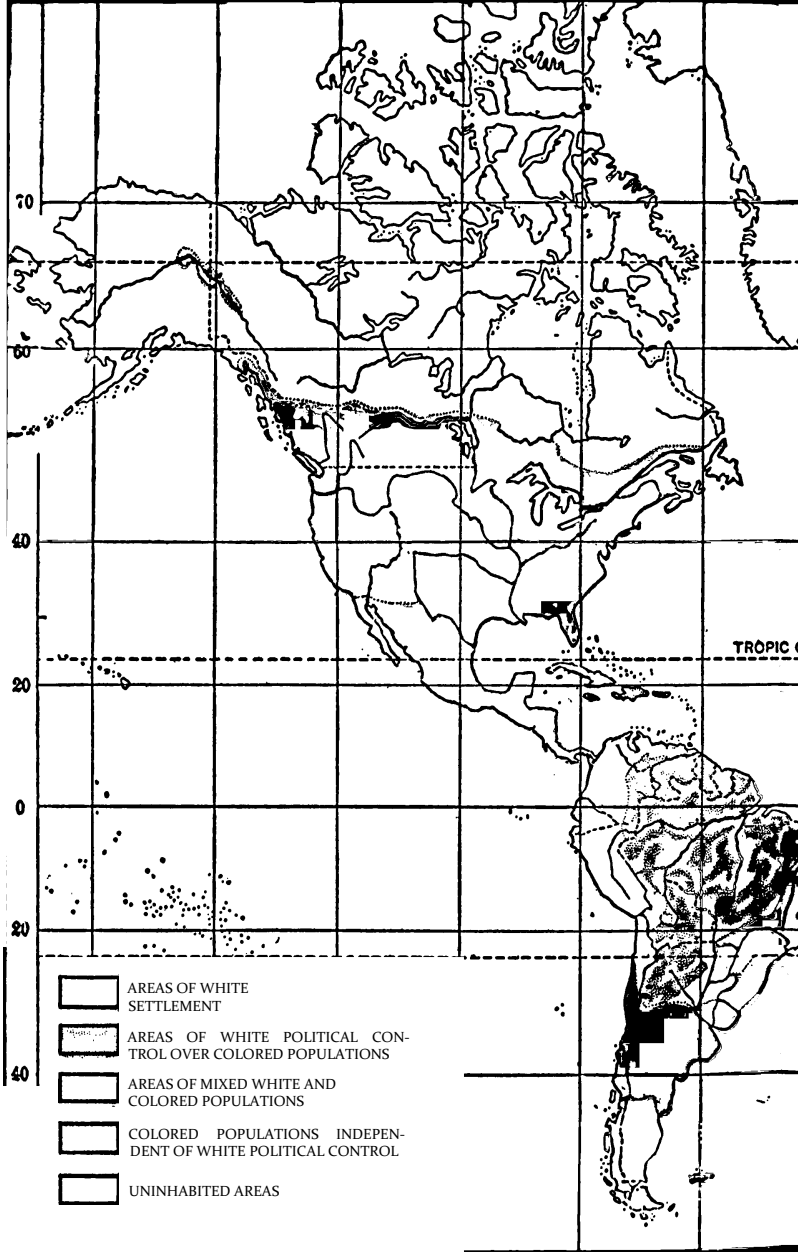 70
60
40
TROPIC
20
0
20
40
AREAS OF WHITE
SETTLEMENT
AREAS OF WHITE POLITICAL CON-
TROL OVER COLORED POPULATIONS
AREAS OF MIXED WHITE AND
COLORED POPULATIONS
COLORED POPULATIONS INDEPEN-
DENT OF WHITE POLITICAL CONTROL
UNINHABITED AREAS